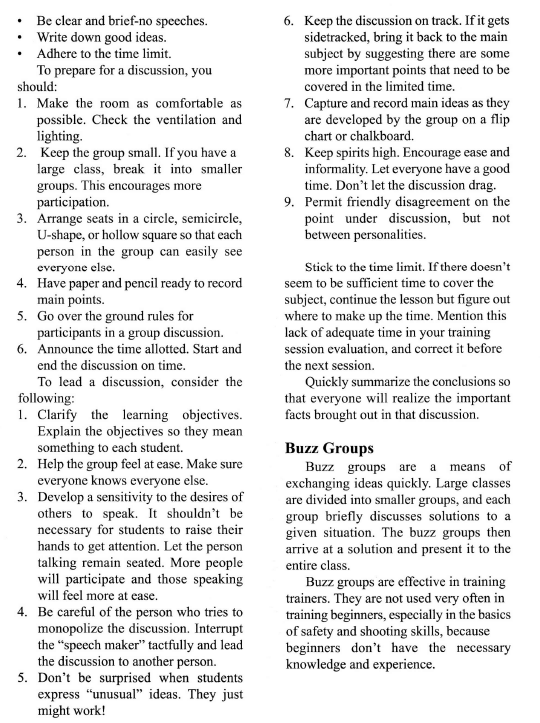 • Be clear and brief-no speeches.
• Write down good ideas.
• Adhere to the time limit.
To prepare for a discussion, you
should:
1. Make the room as comfortable as
possible. Check the ventilation and
lighting.
2. Keep the group small. If you have a
large class, break it into smaller
groups. This encourages more
participation.
3. Arrange seats in a circle, semicircle,
U-shape, or hollow square so that each
person in the group can easily see
everyone else.
4. Have paper and pencil ready to record
main points.
5. Go over the ground rules for
participants in a group discussion.
6. Announce the time allotted. Start and
end the discussion on time.
To lead a discussion, consider the
following:
1. Clarify the learning objectives.
Explain the objectives so they mean
something to each student.
2. Help the group feel at ease. Make sure
everyone knows everyone else.
3. Develop a sensitivity to the desires of
others to speak. It shouldn’t be
necessary for students to raise their
hands to get attention. Let the person
talking remain seated. More people
will participate and those speaking
will feel more at ease.
4. Be careful of the person who tries to
monopolize the discussion. Interrupt
the “speech maker” tactfully and lead
the discussion to another person.
5. Don’t be surprised when students
express “unusual” ideas. They just
might work!
6. Keep the discussion on track. If it gets
sidetracked, bring it back to the main
subject by suggesting there are some
more important points that need to be
covered in the limited time.
7. Capture and record main ideas as they
are developed by the group on a flip
chart or chalkboard.
8. Keep spirits high. Encourage ease and
informality. Let everyone have a good
time. Don’t let the discussion drag.
9. Permit friendly disagreement on the
point under discussion, but not
between personalities.
Stick to the time limit. If there doesn’t
seem to be sufficient time to cover the
subject, continue the lesson but figure out
where to make up the time. Mention this
lack of adequate time in your training
session evaluation, and correct it before
the next session.
Quickly summarize the conclusions so
that everyone will realize the important
facts brought out in that discussion.
Buzz Groups
Buzz groups are a means of
exchanging ideas quickly. Large classes
are divided into smaller groups, and each
group briefly discusses solutions to a
given situation. The buzz groups then
arrive at a solution and present it to the
entire class.
Buzz groups are effective in training
trainers. They are not used very often in
training beginners, especially in the basics
of safety and shooting skills, because
beginners don’t have the necessary
knowledge and experience.